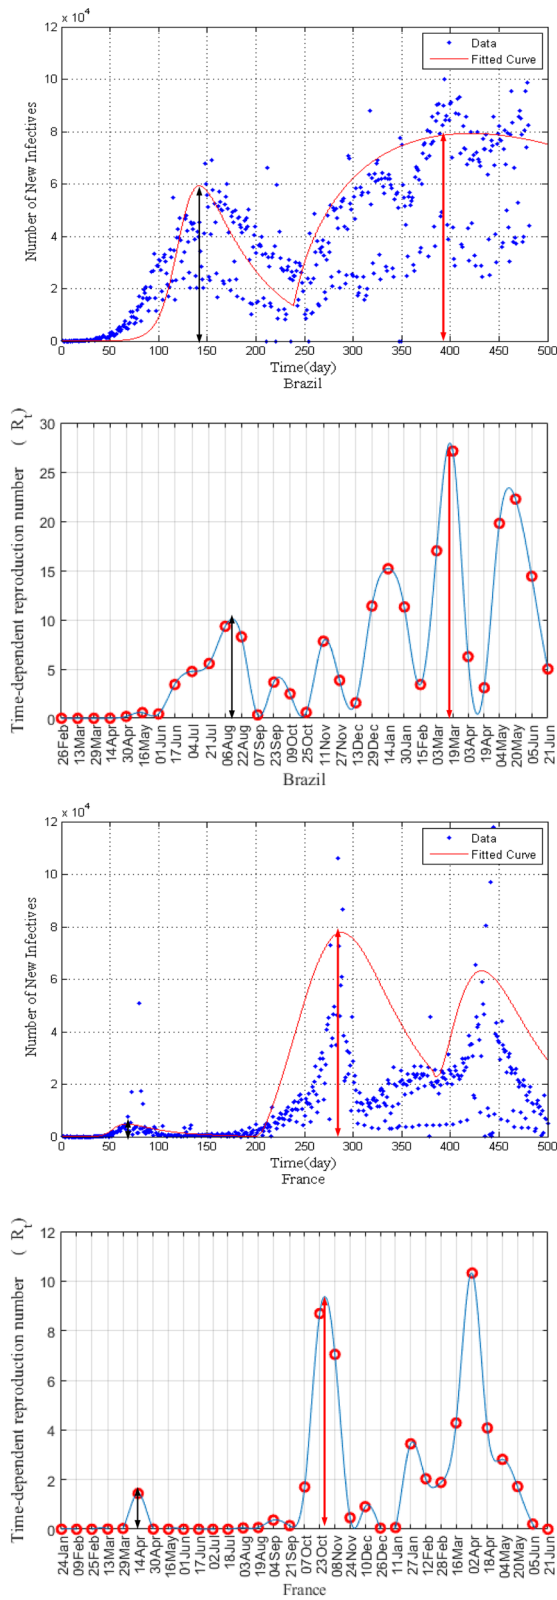 × 10⁴
12
10
8
6
4
2
0
Number of New Infectives
Data
Fitted Curve
0 50 100 150 200 250 300 350 400 450 500
Time(day)
Brazil
30
25
20
15
10
5
0
Time-dependent reproduction number ( Rₜ)
26Feb
13Mar
29Mar
14Apr
30Apr
16May
01Jun
17Jun
04Jul
21Jul
06Aug
22Aug
07Sep
23Sep
09Oct
25Oct
11Nov
27Nov
13Dec
29Dec
14Jan
30Jan
15Feb
03Mar
19Mar
03Apr
19Apr
04May
20May
05Jun
21Jun
Brazil
× 10⁴
12
10
8
6
4
2
0
Number of New Infectives
Data
Fitted Curve
0 50 100 150 200 250 300 350 400 450 500
Time(day)
France
12
10
8
6
4
2
0
Time-dependent reproduction number ( Rₜ)
24Jan
09Feb
25Feb
13Mar
29Mar
14Apr
30Apr
16May
01Jun
17Jun
02Jul
18Jul
03Aug
19Aug
04Sep
21Sep
07Oct
23Oct
08Nov
24Nov
10Dec
26Dec
11Jan
27Jan
12Feb
28Feb
16Mar
02Apr
18Apr
04May
20May
05Jun
21Jun
France